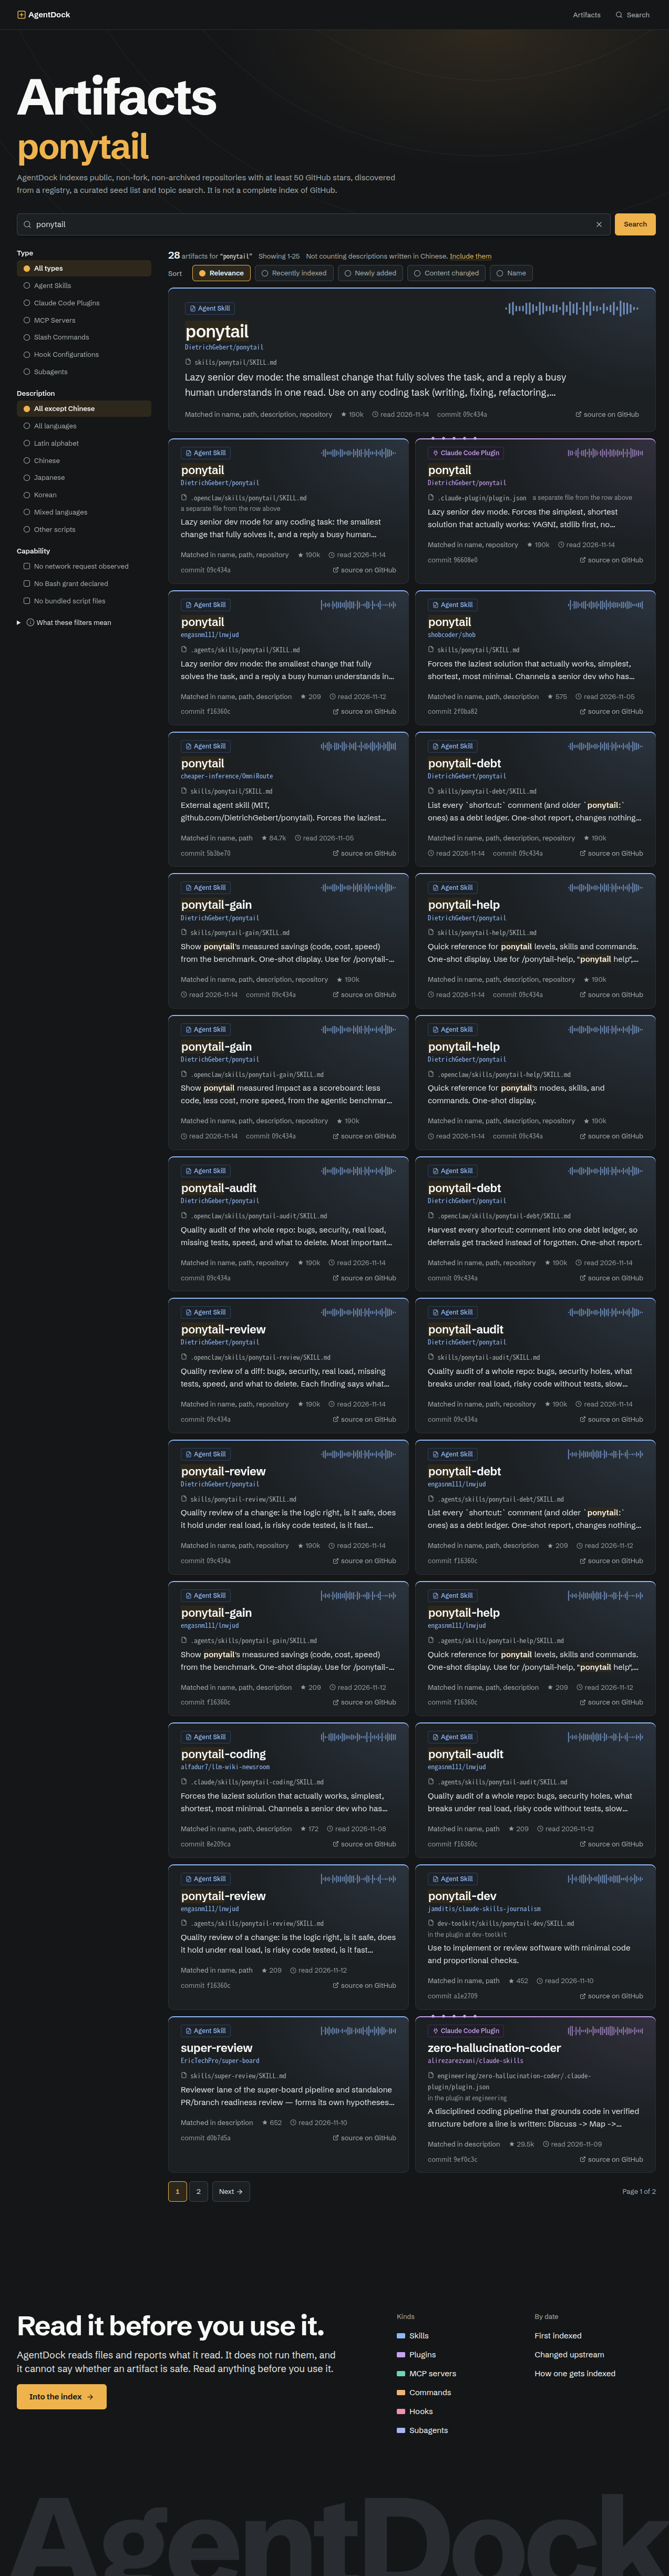 AgentDock
Artifacts
Search
Artifacts
ponytail
AgentDock indexes public, non-fork, non-archived repositories with at least 50 GitHub stars, discovered
from a registry, a curated seed list and topic search. It is not a complete index of GitHub.
ponytail
Search
Type
All types
Agent Skills
Claude Code Plugins
MCP Servers
Slash Commands
Hook Configurations
Subagents
Description
All except Chinese
All languages
Latin alphabet
Chinese
Japanese
Korean
Mixed languages
Other scripts
Capability
No network request observed
No Bash grant declared
No bundled script files
What these filters mean
28 artifacts for "ponytail" Showing 1-25 Not counting descriptions written in Chinese. Include them
Sort Relevance Recently indexed Newly added Content changed Name
Agent Skill
ponytail
DietrichGebert/ponytail
skills/ponytail/SKILL.md
Lazy senior dev mode: the smallest change that fully solves the task, and a reply a busy
human understands in one read. Use on any coding task (writing, fixing, refactoring,...
Matched in name, path, description, repository 190k read 2026-11-14 commit 09c434a source on GitHub
Agent Skill
ponytail
DietrichGebert/ponytail
.openclaw/skills/ponytail/SKILL.md
a separate file from the row above
Lazy senior dev mode for any coding task: the smallest
change that fully solves it, and a reply a busy human...
Matched in name, path, repository 190k read 2026-11-14
commit 09c434a source on GitHub
Claude Code Plugin
ponytail
DietrichGebert/ponytail
.claude-plugin/plugin.json a separate file from the row above
Lazy senior dev mode. Forces the simplest, shortest
solution that actually works: YAGNI, stdlib first, no...
Matched in name, repository 190k read 2026-11-14
commit 96608e0 source on GitHub
Agent Skill
ponytail
engasnm111/lnwjud
.agents/skills/ponytail/SKILL.md
Lazy senior dev mode: the smallest change that fully
solves the task, and a reply a busy human understands in...
Matched in name, path, description 209 read 2026-11-12
commit f16360c source on GitHub
Agent Skill
ponytail
shobcoder/shob
skills/ponytail/SKILL.md
Forces the laziest solution that actually works, simplest,
shortest, most minimal. Channels a senior dev who has...
Matched in name, path, description 575 read 2026-11-05
commit 2f0ba82 source on GitHub
Agent Skill
ponytail
cheaper-inference/OmniRoute
skills/ponytail/SKILL.md
External agent skill (MIT,
github.com/DietrichGebert/ponytail). Forces the laziest...
Matched in name, path 84.7k read 2026-11-05
commit 5b3be70 source on GitHub
Agent Skill
ponytail-debt
DietrichGebert/ponytail
skills/ponytail-debt/SKILL.md
List every `shortcut:` comment (and older `ponytail:`
ones) as a debt ledger. One-shot report, changes nothing...
Matched in name, path, description, repository 190k
read 2026-11-14 commit 09c434a source on GitHub
Agent Skill
ponytail-gain
DietrichGebert/ponytail
skills/ponytail-gain/SKILL.md
Show ponytail's measured savings (code, cost, speed)
from the benchmark. One-shot display. Use for /ponytail-...
Matched in name, path, description, repository 190k
read 2026-11-14 commit 09c434a source on GitHub
Agent Skill
ponytail-help
DietrichGebert/ponytail
skills/ponytail-help/SKILL.md
Quick reference for ponytail levels, skills and commands.
One-shot display. Use for /ponytail-help, "ponytail help",...
Matched in name, path, description, repository 190k
read 2026-11-14 commit 09c434a source on GitHub
Agent Skill
ponytail-gain
DietrichGebert/ponytail
.openclaw/skills/ponytail-gain/SKILL.md
Show ponytail measured impact as a scoreboard: less
code, less cost, more speed, from the agentic benchmar...
Matched in name, path, description, repository 190k
read 2026-11-14 commit 09c434a source on GitHub
Agent Skill
ponytail-help
DietrichGebert/ponytail
.openclaw/skills/ponytail-help/SKILL.md
Quick reference for ponytail's modes, skills, and
commands. One-shot display.
Matched in name, path, description, repository 190k
read 2026-11-14 commit 09c434a source on GitHub
Agent Skill
ponytail-audit
DietrichGebert/ponytail
.openclaw/skills/ponytail-audit/SKILL.md
Quality audit of the whole repo: bugs, security, real load,
missing tests, speed, and what to delete. Most important...
Matched in name, path, repository 190k read 2026-11-14
commit 09c434a source on GitHub
Agent Skill
ponytail-debt
DietrichGebert/ponytail
.openclaw/skills/ponytail-debt/SKILL.md
Harvest every shortcut: comment into one debt ledger, so
deferrals get tracked instead of forgotten. One-shot report.
Matched in name, path, repository 190k read 2026-11-14
commit 09c434a source on GitHub
Agent Skill
ponytail-review
DietrichGebert/ponytail
.openclaw/skills/ponytail-review/SKILL.md
Quality review of a diff: bugs, security, real load, missing
tests, speed, and what to delete. Each finding says what...
Matched in name, path, repository 190k read 2026-11-14
commit 09c434a source on GitHub
Agent Skill
ponytail-audit
DietrichGebert/ponytail
skills/ponytail-audit/SKILL.md
Quality audit of a whole repo: bugs, security holes, what
breaks under real load, risky code without tests, slow...
Matched in name, path, repository 190k read 2026-11-14
commit 09c434a source on GitHub
Agent Skill
ponytail-review
DietrichGebert/ponytail
skills/ponytail-review/SKILL.md
Quality review of a change: is the logic right, is it safe, does
it hold under real load, is risky code tested, is it fast...
Matched in name, path, repository 190k read 2026-11-14
commit 09c434a source on GitHub
Agent Skill
ponytail-debt
engasnm111/lnwjud
.agents/skills/ponytail-debt/SKILL.md
List every `shortcut:` comment (and older `ponytail:`
ones) as a debt ledger. One-shot report, changes nothing...
Matched in name, path, description 209 read 2026-11-12
commit f16360c source on GitHub
Agent Skill
ponytail-gain
engasnm111/lnwjud
.agents/skills/ponytail-gain/SKILL.md
Show ponytail's measured savings (code, cost, speed)
from the benchmark. One-shot display. Use for /ponytail-...
Matched in name, path, description 209 read 2026-11-12
commit f16360c source on GitHub
Agent Skill
ponytail-help
engasnm111/lnwjud
.agents/skills/ponytail-help/SKILL.md
Quick reference for ponytail levels, skills and commands.
One-shot display. Use for /ponytail-help, "ponytail help",...
Matched in name, path, description 209 read 2026-11-12
commit f16360c source on GitHub
Agent Skill
ponytail-coding
alfadur7/llm-wiki-newsroom
.claude/skills/ponytail-coding/SKILL.md
Forces the laziest solution that actually works, simplest,
shortest, most minimal. Channels a senior dev who has...
Matched in name, path, description 172 read 2026-11-08
commit 8e209ca source on GitHub
Agent Skill
ponytail-audit
engasnm111/lnwjud
.agents/skills/ponytail-audit/SKILL.md
Quality audit of a whole repo: bugs, security holes, what
breaks under real load, risky code without tests, slow...
Matched in name, path 209 read 2026-11-12
commit f16360c source on GitHub
Agent Skill
ponytail-review
engasnm111/lnwjud
.agents/skills/ponytail-review/SKILL.md
Quality review of a change: is the logic right, is it safe, does
it hold under real load, is risky code tested, is it fast...
Matched in name, path 209 read 2026-11-12
commit f16360c source on GitHub
Agent Skill
ponytail-dev
jamditis/claude-skills-journalism
dev-toolkit/skills/ponytail-dev/SKILL.md
in the plugin at dev-toolkit
Use to implement or review software with minimal code
and proportional checks.
Matched in name, path 452 read 2026-11-10
commit a1e2709 source on GitHub
Agent Skill
super-review
EricTechPro/super-board
skills/super-review/SKILL.md
Reviewer lane of the super-board pipeline and standalone
PR/branch readiness review — forms its own hypotheses...
Matched in description 652 read 2026-11-10
commit d0b7d5a source on GitHub
Claude Code Plugin
zero-hallucination-coder
alirezarezvani/claude-skills
engineering/zero-hallucination-coder/.claude-
plugin/plugin.json
in the plugin at engineering
A disciplined coding pipeline that grounds code in verified
structure before a line is written: Discuss -> Map ->...
Matched in description 29.5k read 2026-11-09
commit 9ef0c3c source on GitHub
1 2 Next → Page 1 of 2
Read it before you use it.
AgentDock reads files and reports what it read. It does not run them, and
it cannot say whether an artifact is safe. Read anything before you use it.
Into the index →
Kinds
Skills
Plugins
MCP servers
Commands
Hooks
Subagents
By date
First indexed
Changed upstream
How one gets indexed
AgentDock